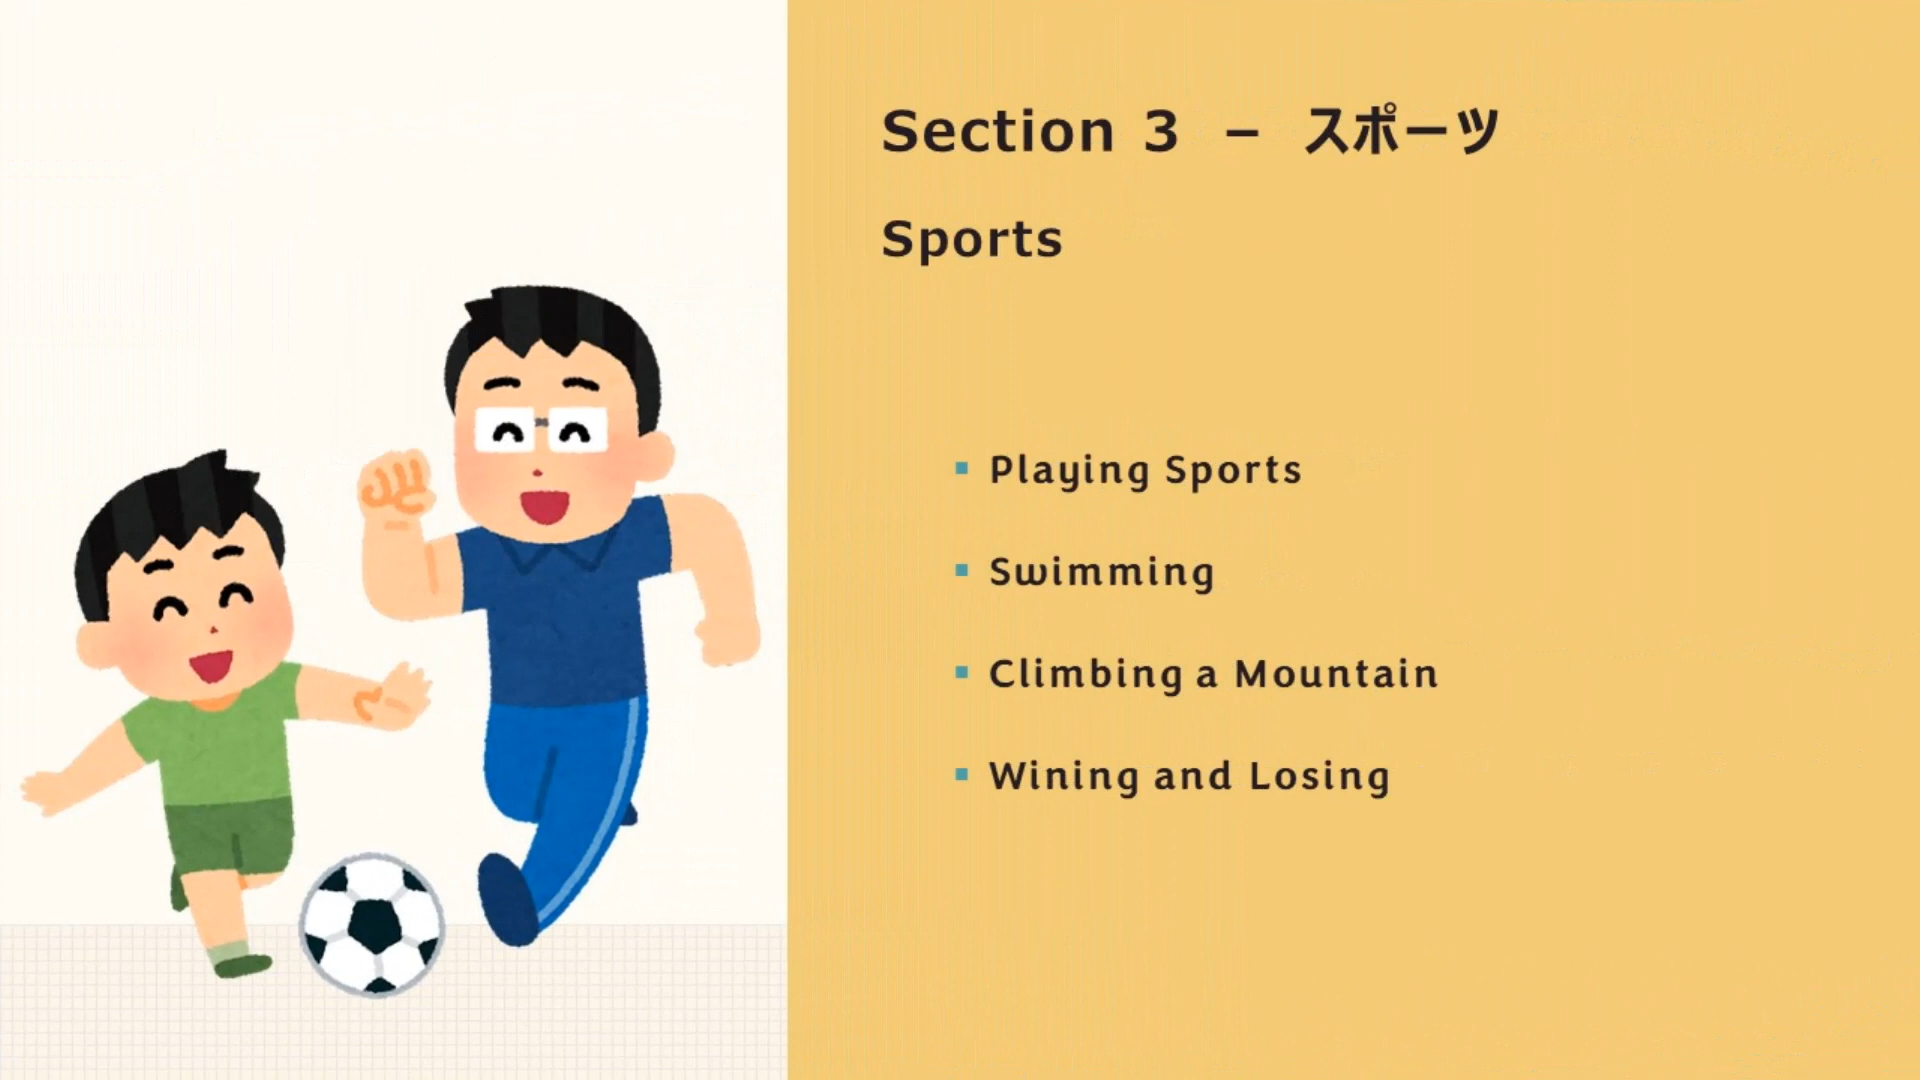 Section 3 – スポーツ
Sports
Playing Sports
Swimming
Climbing a Mountain
Wining and Losing